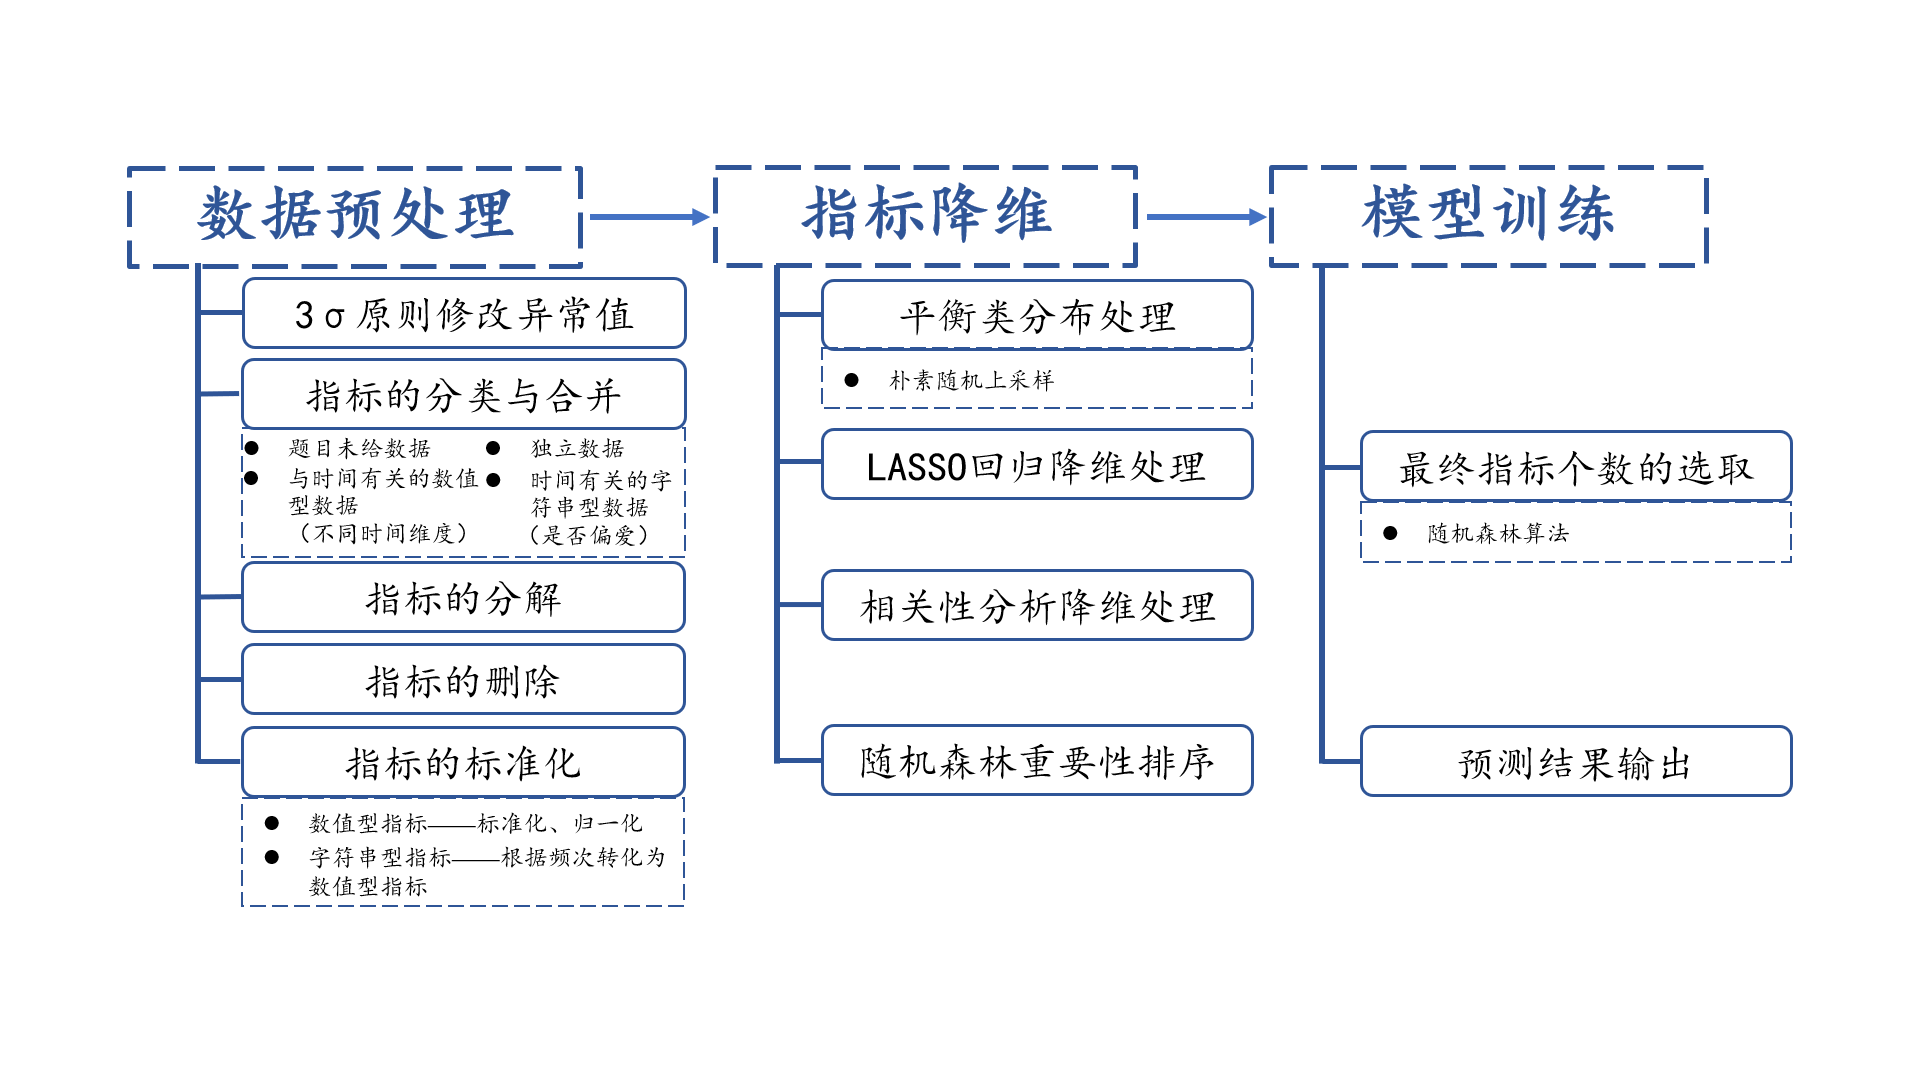 数据预处理
3σ原则修改异常值
指标的分类与合并
题目未给数据
与时间有关的数值
型数据
（不同时间维度）
独立数据
时间有关的字
符串型数据
（是否偏爱）
指标的分解
指标的删除
指标的标准化
数值型指标——标准化、归一化
字符串型指标——根据频次转化为
数值型指标
指标降维
平衡类分布处理
朴素随机上采样
LASSO回归降维处理
相关性分析降维处理
随机森林重要性排序
模型训练
最终指标个数的选取
随机森林算法
预测结果输出